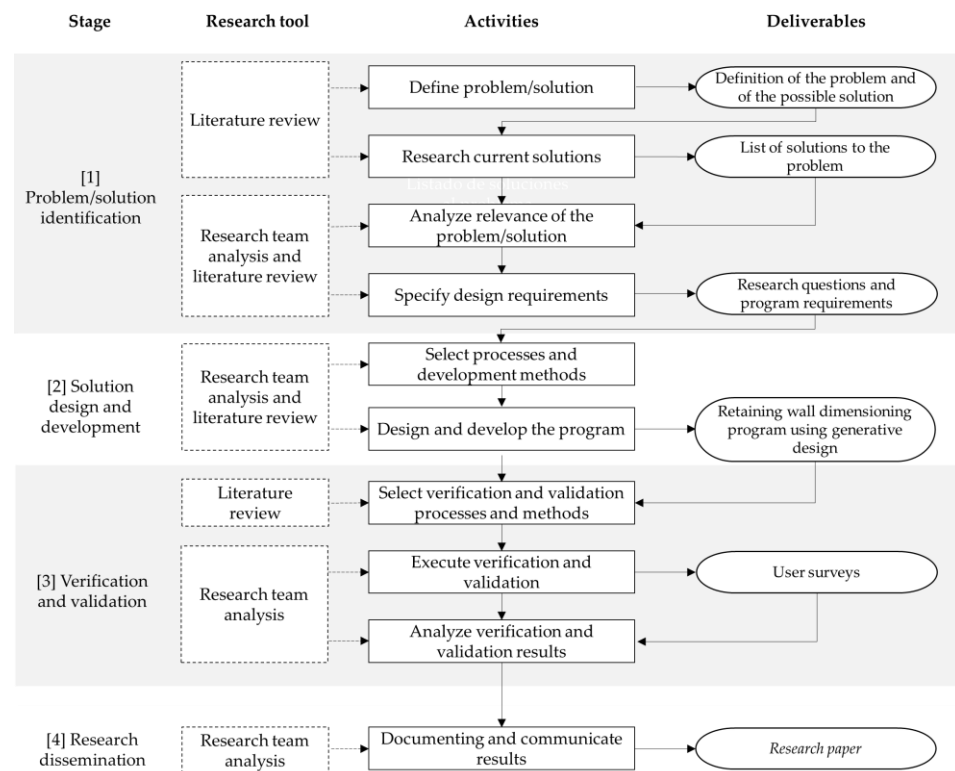 Stage Research tool Activities Deliverables
Define problem/solution
Definition of the problem and
of the possible solution
Literature review
Research current solutions
List of solutions to the
problem
Listado de soluciones
[1]
Problem/solution
identification
Analyze relevance of the
problem/solution
Research team
analysis and
literature review
Specify design requirements
Research questions and
program requirements
[2] Solution
design and
development
Research team
analysis and
literature review
Select processes and
development methods
Design and develop the program
Retaining wall dimensioning
program using generative
design
[3] Verification
and validation
Literature
review
Select verification and validation
processes and methods
Research team
analysis
Execute verification and
validation
User surveys
Analyze verification and
validation results
[4] Research
dissemination
Research team
analysis
Documenting and communicate
results
Research paper